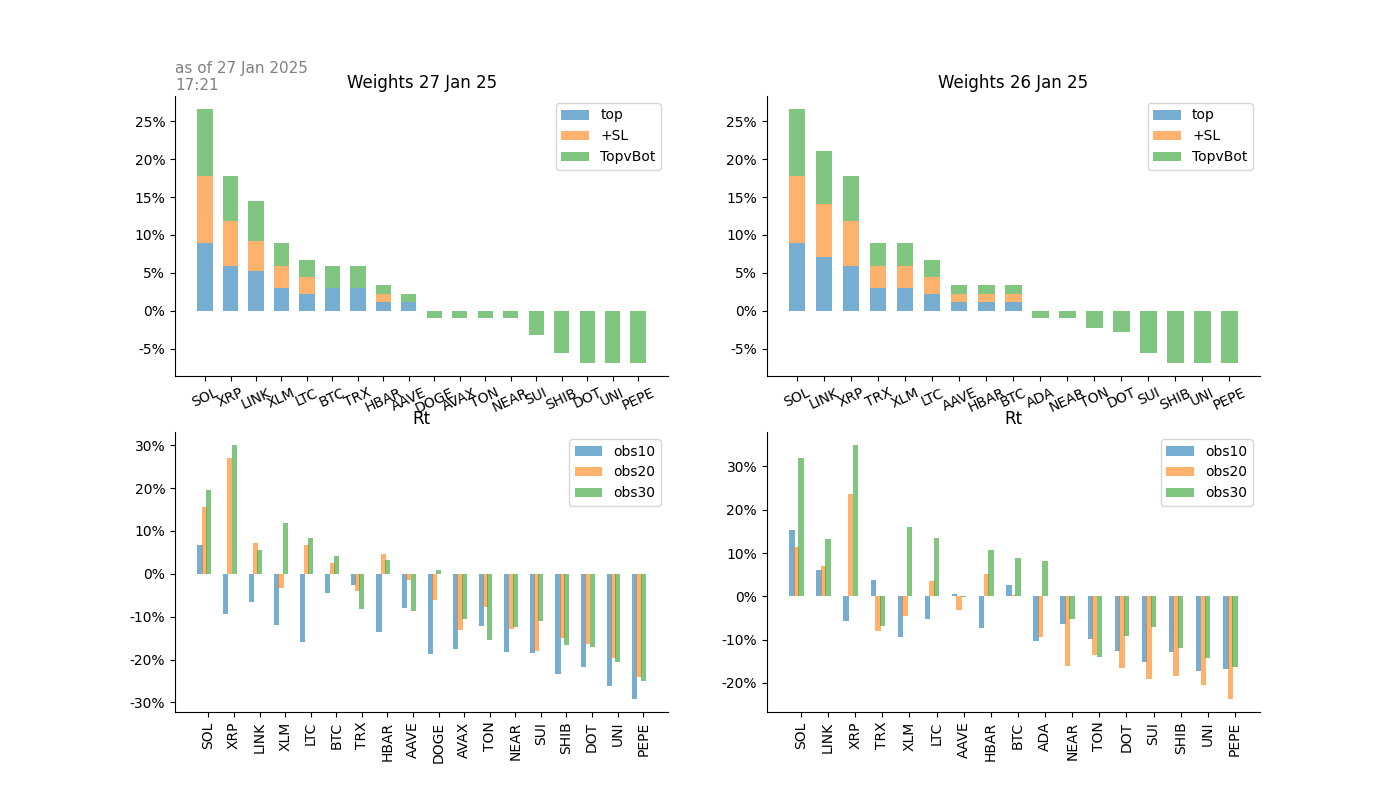 as of 27 Jan 2025
17:21
Weights 27 Jan 25
25%
20%
15%
10%
5%
0%
-5%
top
+SL
TopvBot
SOL XRP LINK XLM LTC BTC TRX HBAR AAVE DOGE AVAX TON NEAR SUI SHIB DOT UNI PEPE
Weights 26 Jan 25
25%
20%
15%
10%
5%
0%
-5%
top
+SL
TopvBot
SOL LINK XRP TRX XLM LTC AAVE HBAR BTC ADA NEAR TON DOT SUI SHIB UNI PEPE
Rt
30%
20%
10%
0%
-10%
-20%
-30%
obs10
obs20
obs30
SOL XRP LINK XLM LTC BTC TRX HBAR AAVE DOGE AVAX TON NEAR SUI SHIB DOT UNI PEPE
Rt
30%
20%
10%
0%
-10%
-20%
obs10
obs20
obs30
SOL LINK XRP TRX XLM LTC AAVE HBAR BTC ADA NEAR TON DOT SUI SHIB UNI PEPE